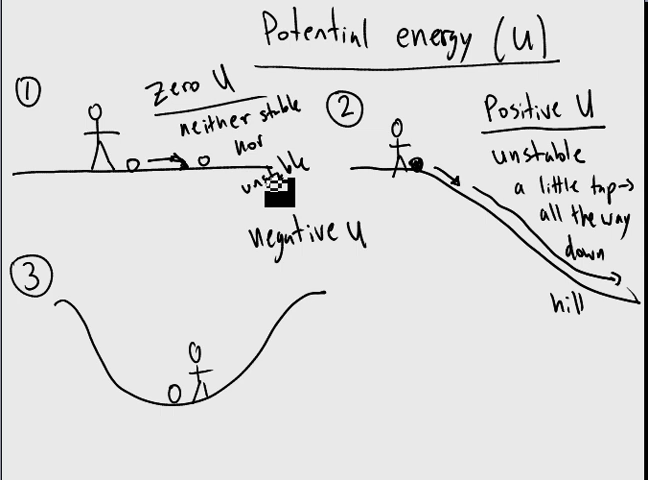 Potential energy (U)
①
Zero U
neither stable
nor
unstable
②
Positive U
unstable
a little tap→
all the way
down
hill
negative U
③